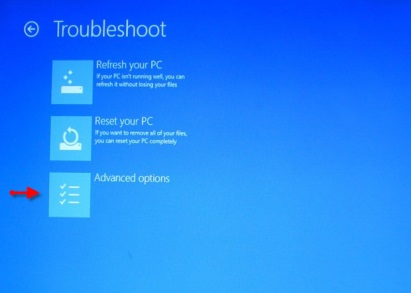 Troubleshoot
Refresh your PC
If your PC isn't running well, you can
refresh it without losing your files
Reset your PC
If you want to remove all of your files,
you can reset your PC completely
Advanced options